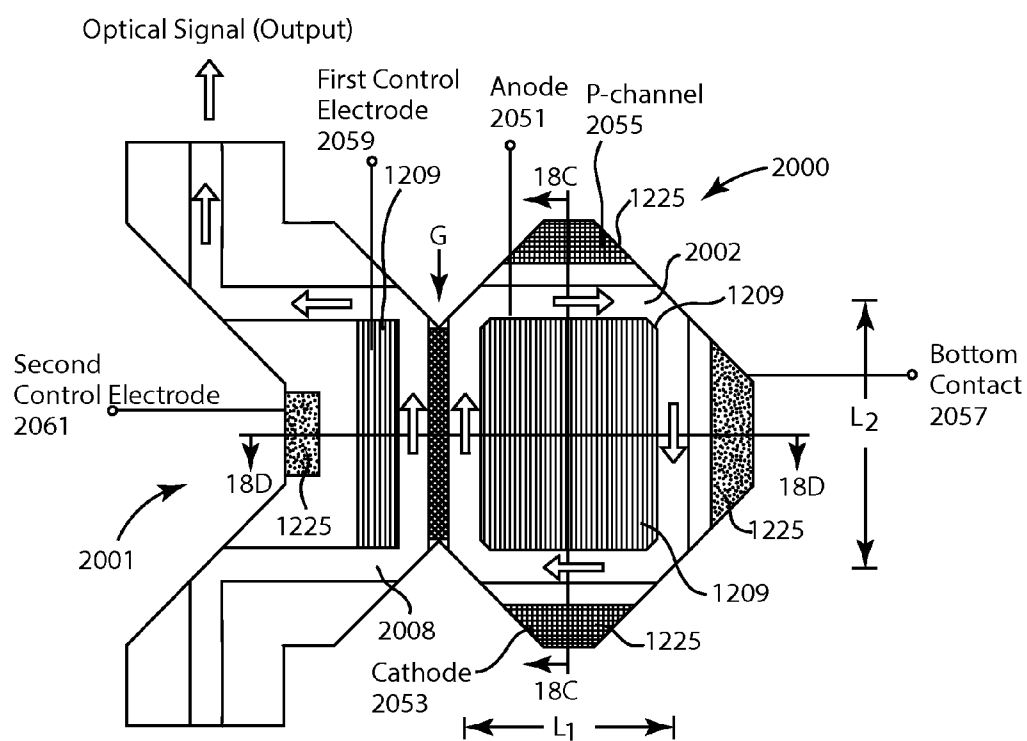 Optical Signal (Output)
First Control
Electrode
2059
1209
Anode
2051
P-channel
2055
18C
1225
2000
G
2002
1209
Second
Control Electrode
2061
Bottom
Contact
2057
L2
18D
1225
18D
1225
2001
1209
2008
1225
Cathode
2053
18C
L1